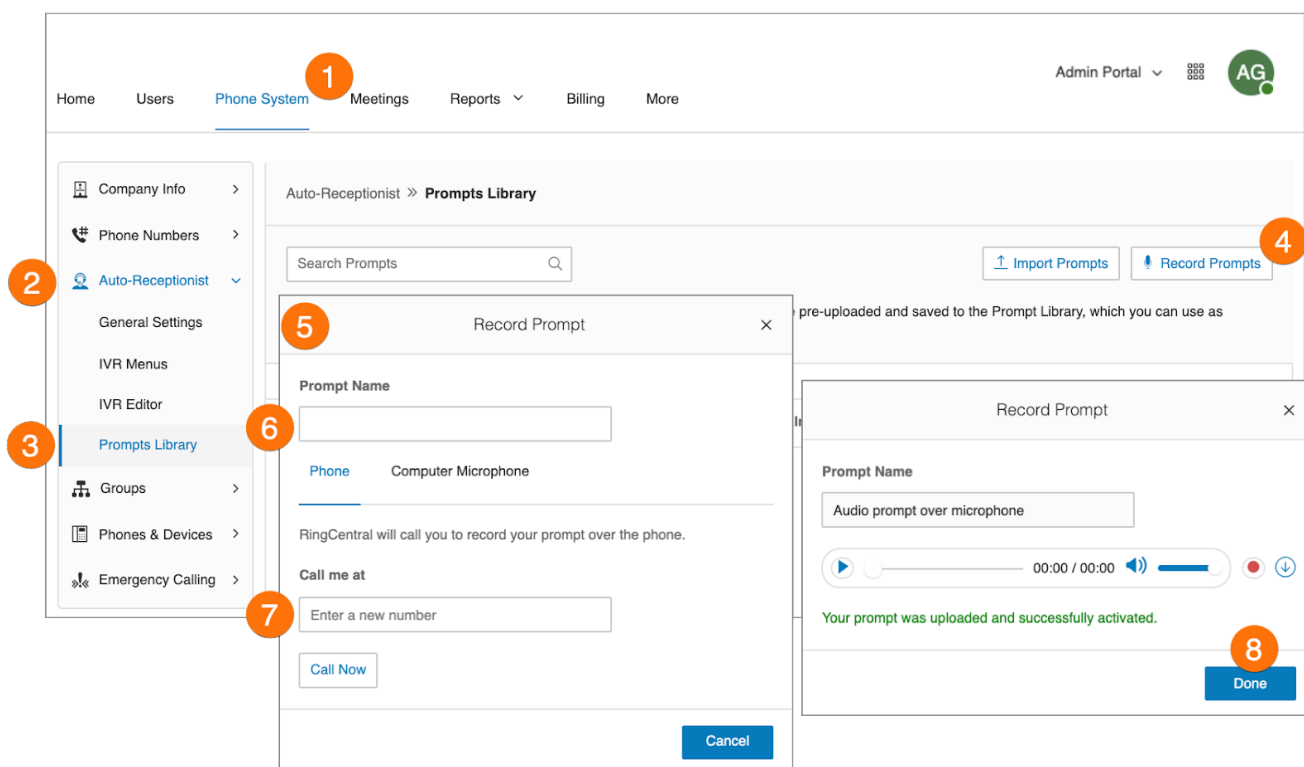 1
Admin Portal
AG
Home Users Phone System Meetings Reports Billing More
Company Info
Phone Numbers
2
Auto-Receptionist
General Settings
IVR Menus
IVR Editor
3
Prompts Library
Groups
Phones & Devices
Emergency Calling
Auto-Receptionist » Prompts Library
4
Search Prompts
Import Prompts
Record Prompts
pre-uploaded and saved to the Prompt Library, which you can use as
5
Record Prompt
Prompt Name
6
Phone Computer Microphone
RingCentral will call you to record your prompt over the phone.
Call me at
7
Enter a new number
Call Now
Cancel
Record Prompt
Prompt Name
Audio prompt over microphone
00:00 / 00:00
Your prompt was uploaded and successfully activated.
8
Done